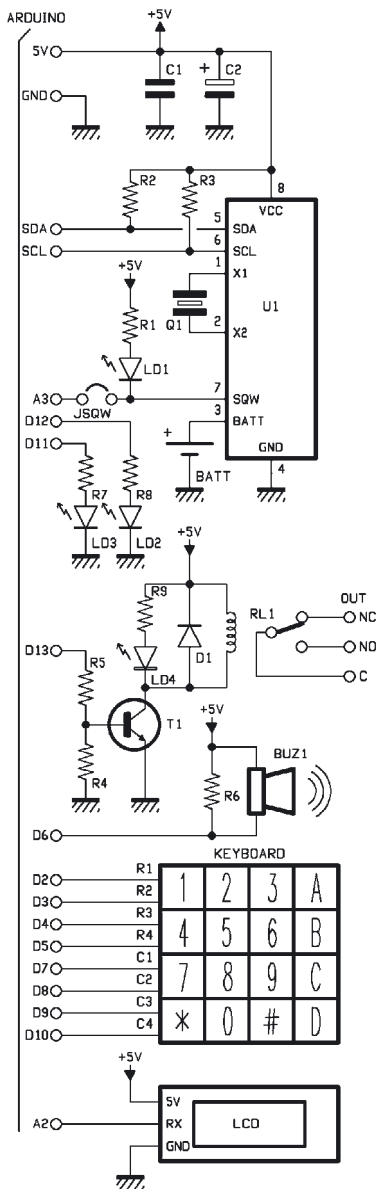 ARDUINO
+5V
5V
C1
+
C2
GND
R2
R3
8
VCC
SDA
5
SDA
SCL
6
SCL
+5V
1
X1
Q1
U1
R1
2
X2
LD1
A3
7
SQW
JSQW
D12
3
BATT
D11
+
GND
R7
R8
BATT
4
LD3
LD2
+5V
R9
OUT
RL1
NC
D13
D1
NO
R5
LD4
C
T1
+5V
R4
BUZ1
R6
D6
KEYBOARD
D2
R1
1
2
3
A
D3
R2
D4
R3
4
5
6
B
D5
R4
D7
C1
7
8
9
C
D8
C2
D9
C3
*
0
#
D
D10
C4
+5V
5V
A2
RX
LCD
GND